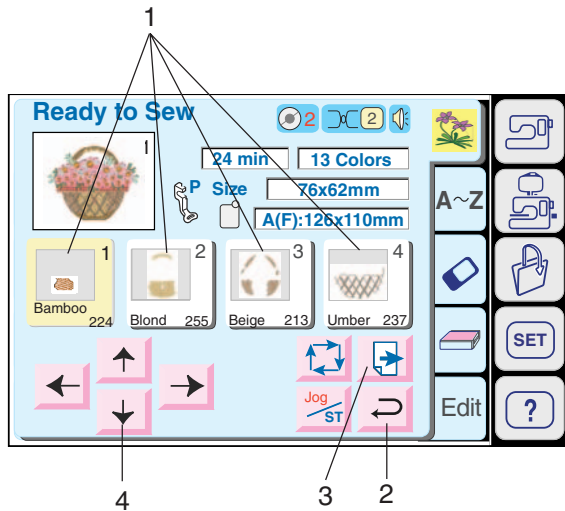 1
Ready to Sew
2
2
1
24 min
13 Colors
P
Size
76x62mm
A(F):126x110mm
A~Z
1
2
3
4
Bamboo
224
Blond
255
Beige
213
Umber
237
SET
Jog
ST
Edit
?
4
3
2